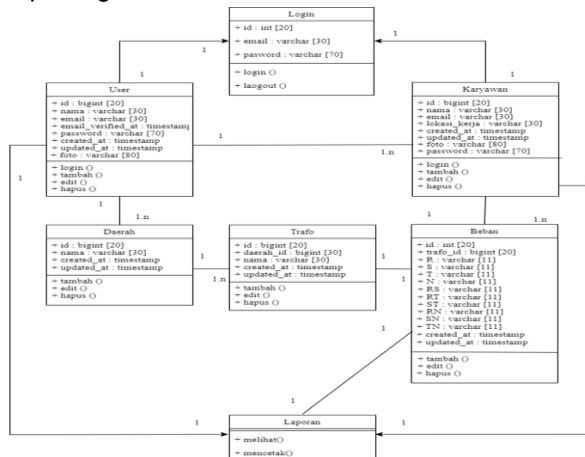 Login
+ id : int [20]
+ email : varchar [30]
+ pasword : varchar [70]
+ login ()
+ laogout ()
1
1
1
1
User
+ id : bigint [20]
+ nama : varchar [30]
+ email : varchar [30]
+ email_verified_at : timestamp
+ password : varchar [70]
+ created_at : timestamp
+ updated_at : timestamp
+ foto : varchar [80]
+ login ()
+ tambah ()
+ edit ()
+ hapus ()
Karyawan
+ id : bigint [20]
+ nama : varchar [30]
+ email : varchar [30]
+ lokasi_kerja : varchar [30]
+ created_at : timestamp
+ updated_at : timestamp
+ foto : varchar [80]
+ password : varchar [70]
+ login ()
+ tambah ()
+ edit ()
+ hapus ()
1
1.n
1
1
1.n
1
1.n
Daerah
+ id : bigint [20]
+ nama : varchar [30]
+ created_at : timestamp
+ updated_at : timestamp
+ tambah ()
+ edit ()
+ hapus ()
1
1.n
Trafo
+ id : bigint [20]
+ daerah_id : bigint [30]
+ nama : varchar [30]
+ created_at : timestamp
+ updated_at : timestamp
+ tambah ()
+ edit ()
+ hapus ()
1
1
Beban
+ id : int [20]
+ trafo_id : bigint [20]
+ R : varchar [11]
+ S : varchar [11]
+ T : varchar [11]
+ N : varchar [11]
+ RS : varchar [11]
+ RT : varchar [11]
+ ST : varchar [11]
+ RN : varchar [11]
+ SN : varchar [11]
+ TN : varchar [11]
+ created_at : timestamp
+ updated_at : timestamp
+ tambah ()
+ edit ()
+ hapus ()
1
1
1
1
Laporan
+ melihat()
+ mencetak()